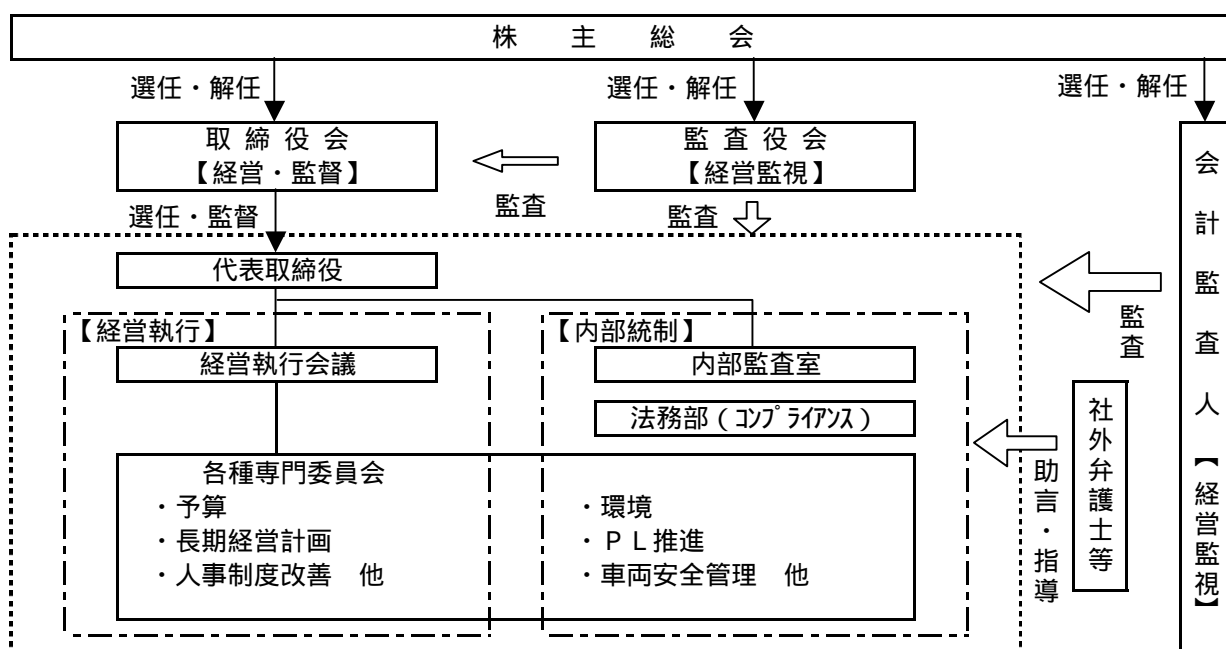 株主総会
選任・解任
選任・解任
選任・解任
取締役会
【経営・監督】
監査役会
【経営監視】
監査
選任・監督
監査
代表取締役
【経営執行】
経営執行会議
【内部統制】
内部監査室
法務部（ｺﾝﾌﾟﾗｲｱﾝｽ）
各種専門委員会
・予算
・長期経営計画
・人事制度改善　他
・環境
・ＰＬ推進
・車両安全管理　他
監査
助言・指導
社外弁護士等
会計監査人【経営監視】